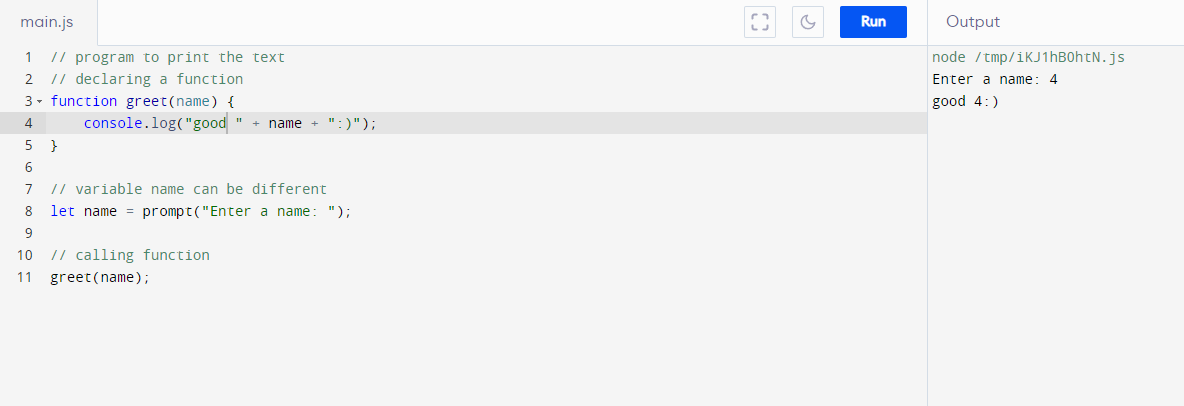 main.js
Run
Output
1 // program to print the text
2 // declaring a function
3 function greet(name) {
4     console.log("good " + name + ":)");
5 }
6
7 // variable name can be different
8 let name = prompt("Enter a name: ");
9
10 // calling function
11 greet(name);
node /tmp/iKJ1hB0htN.js
Enter a name: 4
good 4:)